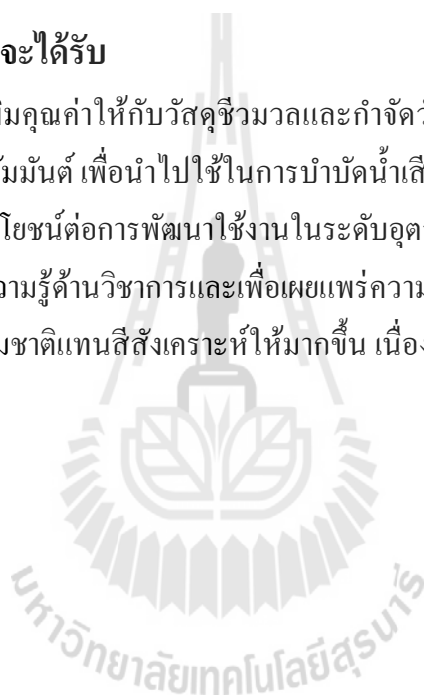 จะได้รับ
มคุณค่าให้กับวัสดุชีวมวลและกำจัดว
ัมมันต์ เพื่อนำไปใช้ในการบำบัดน้ำเสี
โยชน์ต่อการพัฒนาใช้งานในระดับอุต
วามรู้ด้านวิชาการและเพื่อเผยแพร่ความ
มชาติแทนสีสังเคราะห์ให้มากขึ้น เนื่อง
มหาวิทยาลัยเทคโนโลยีสุรนารี